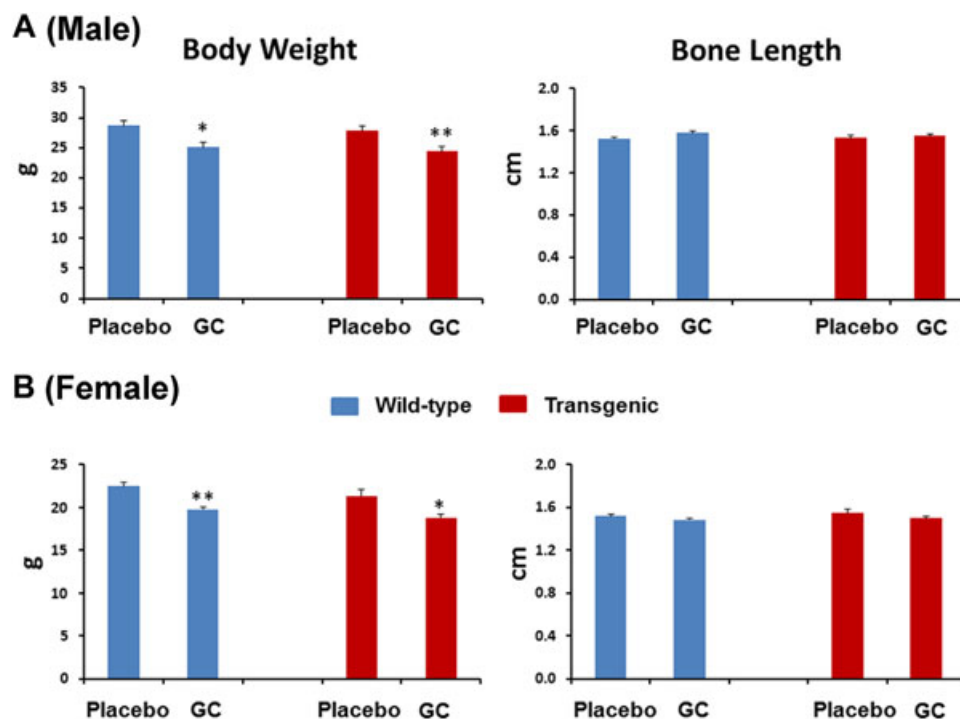 A (Male)
Body Weight
Bone Length
35
30
25
20
15
10
5
0
g
*
**
Placebo GC Placebo GC
2.0
1.6
1.2
0.8
0.4
0.0
cm
Placebo GC Placebo GC
B (Female)
Wild-type Transgenic
25
20
15
10
5
0
g
**
*
Placebo GC Placebo GC
2.0
1.6
1.2
0.8
0.4
0.0
cm
Placebo GC Placebo GC